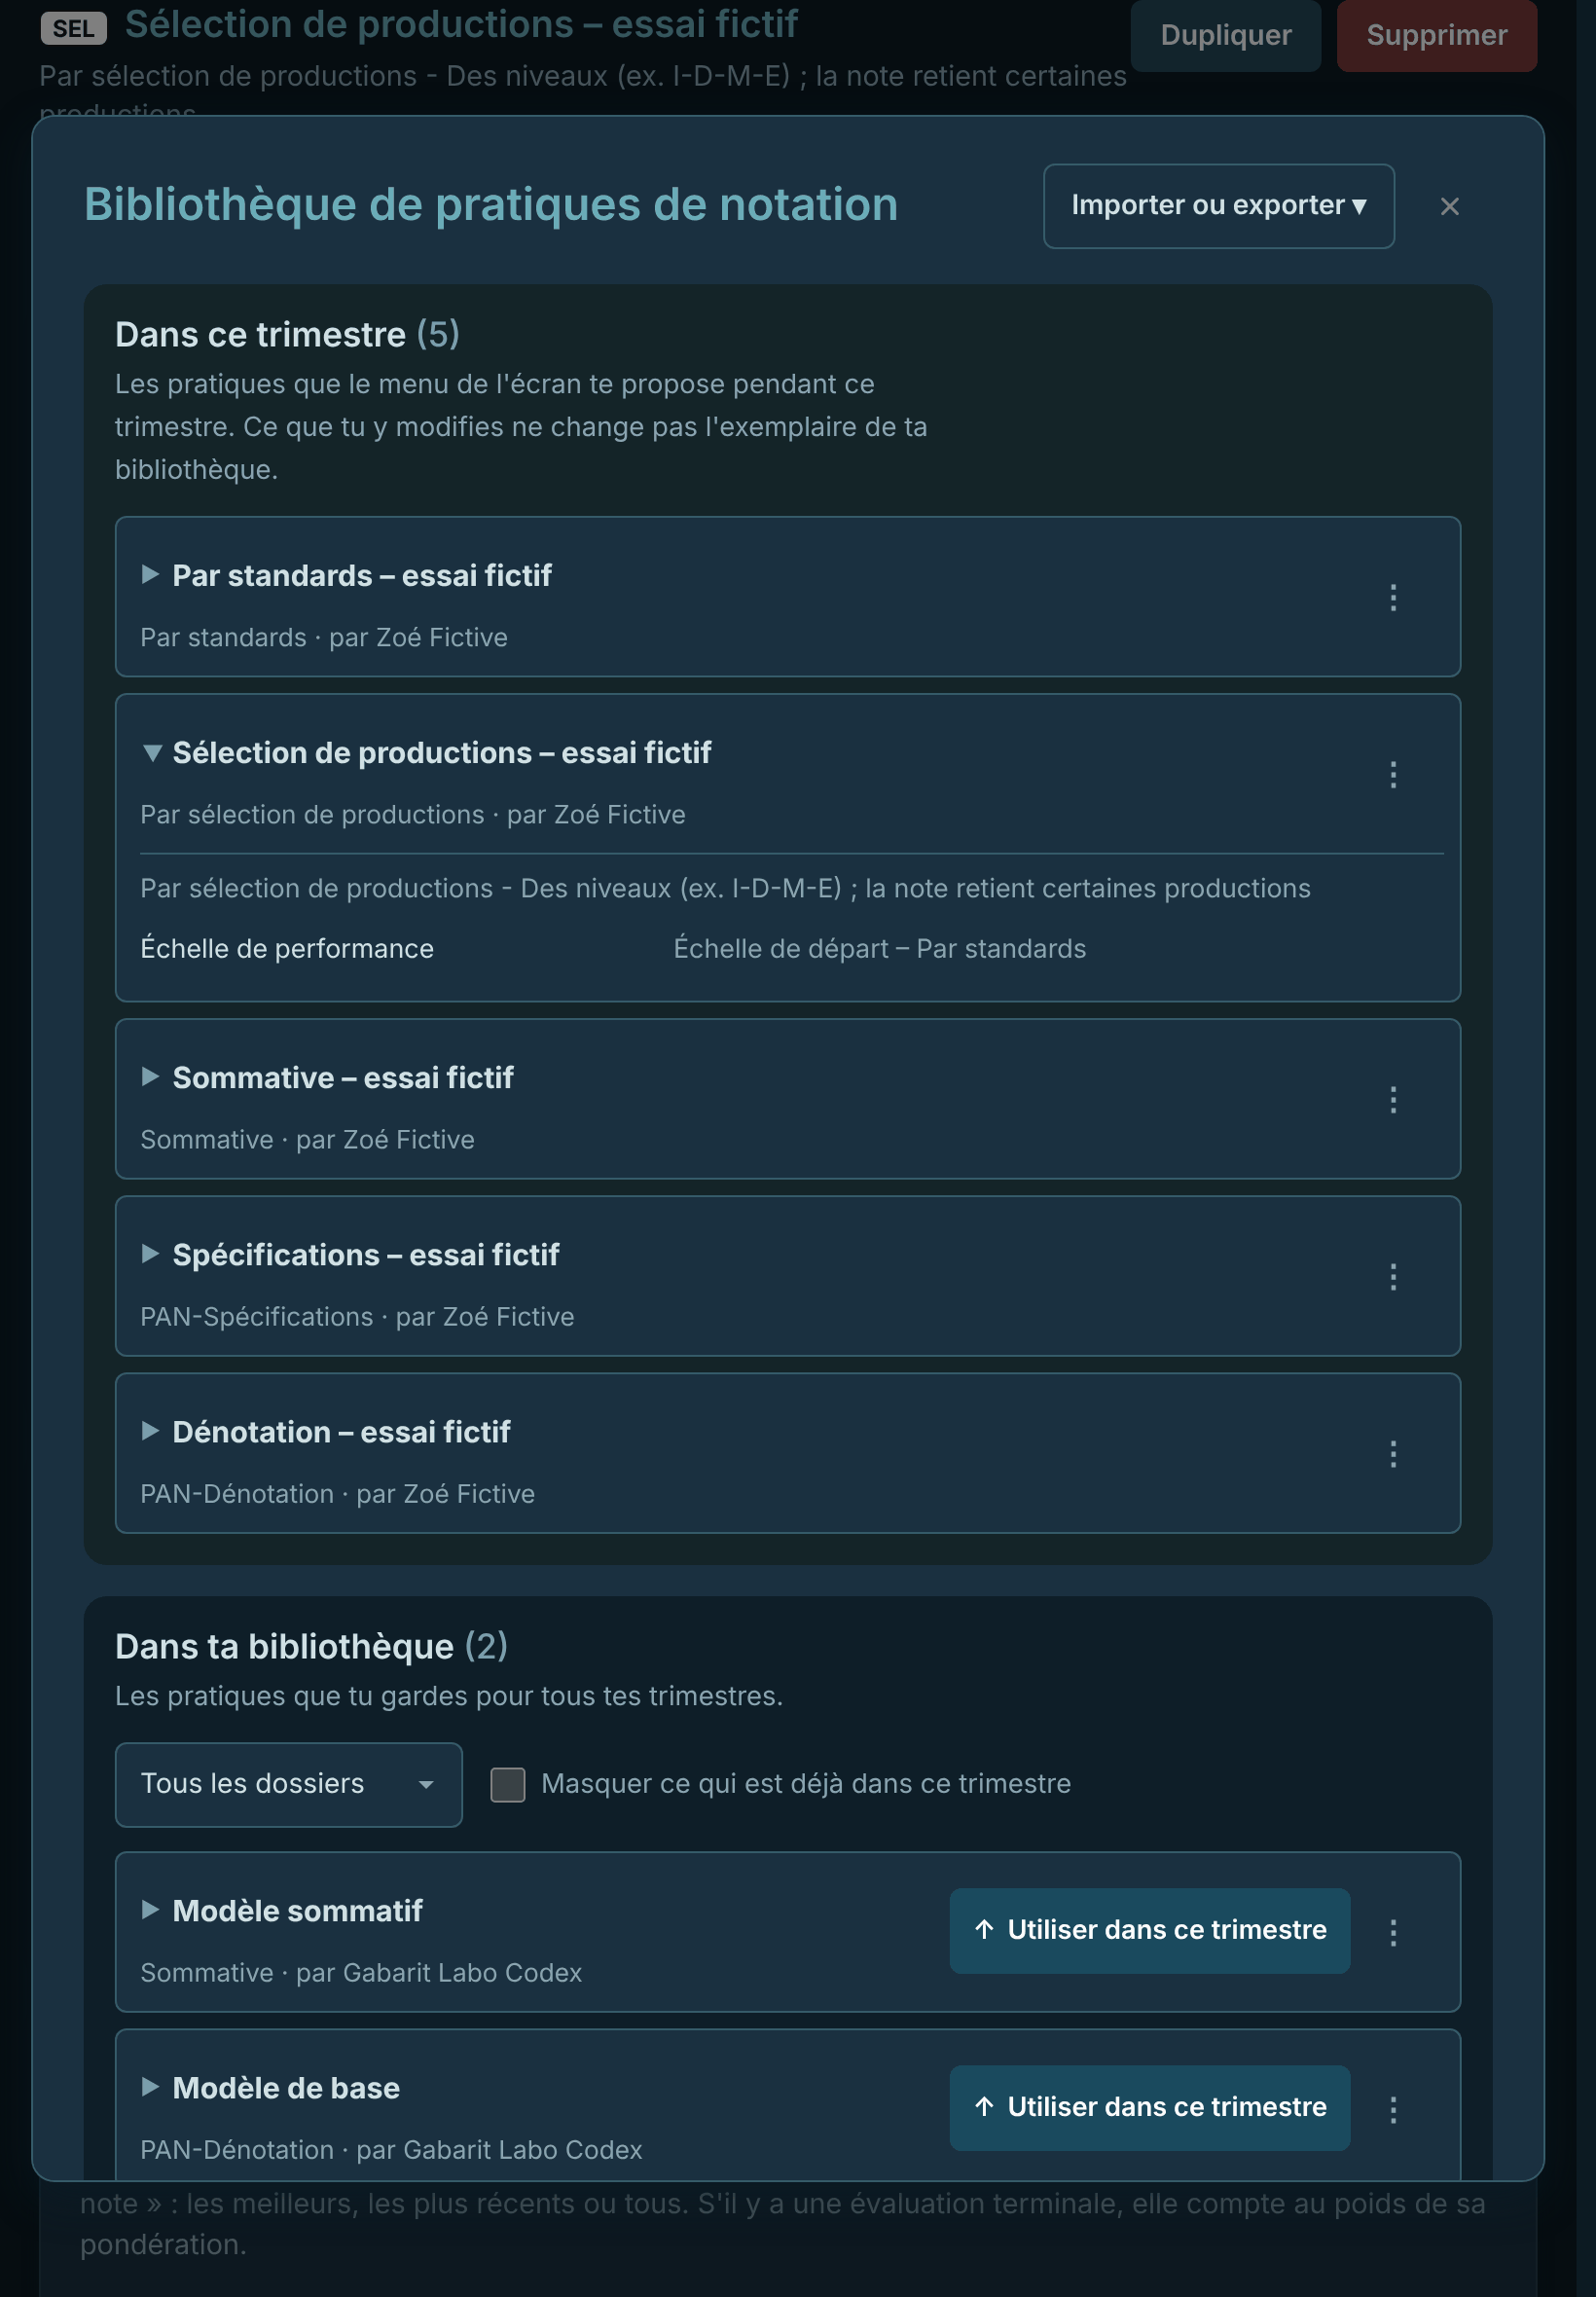 SEL Sélection de productions – essai fictif
Dupliquer
Supprimer
Par sélection de productions - Des niveaux (ex. I-D-M-E) ; la note retient certaines
productions
Bibliothèque de pratiques de notation
Importer ou exporter ▾
×
Dans ce trimestre (5)
Les pratiques que le menu de l'écran te propose pendant ce
trimestre. Ce que tu y modifies ne change pas l'exemplaire de ta
bibliothèque.
▶ Par standards – essai fictif
⋮
Par standards · par Zoé Fictive
▼ Sélection de productions – essai fictif
⋮
Par sélection de productions · par Zoé Fictive
Par sélection de productions - Des niveaux (ex. I-D-M-E) ; la note retient certaines productions
Échelle de performance
Échelle de départ – Par standards
▶ Sommative – essai fictif
⋮
Sommative · par Zoé Fictive
▶ Spécifications – essai fictif
⋮
PAN-Spécifications · par Zoé Fictive
▶ Dénotation – essai fictif
⋮
PAN-Dénotation · par Zoé Fictive
Dans ta bibliothèque (2)
Les pratiques que tu gardes pour tous tes trimestres.
Tous les dossiers
Masquer ce qui est déjà dans ce trimestre
▶ Modèle sommatif
↑ Utiliser dans ce trimestre
⋮
Sommative · par Gabarit Labo Codex
▶ Modèle de base
↑ Utiliser dans ce trimestre
⋮
PAN-Dénotation · par Gabarit Labo Codex
note » : les meilleurs, les plus récents ou tous. S'il y a une évaluation terminale, elle compte au poids de sa
pondération.